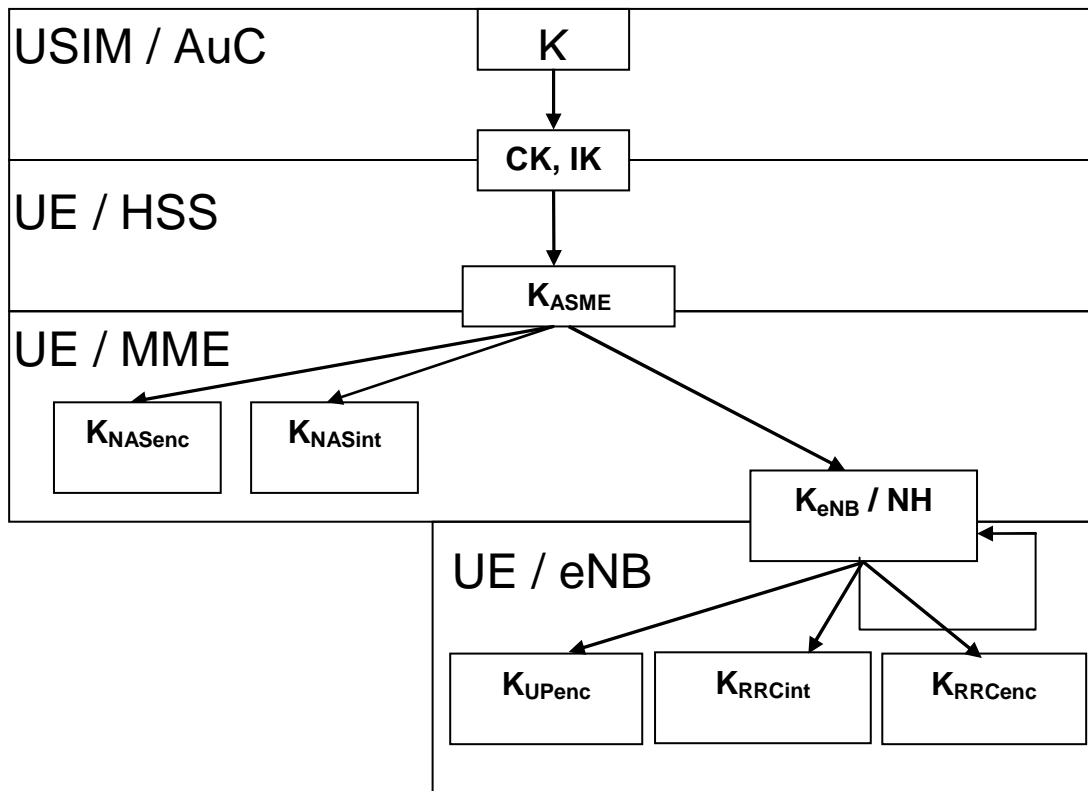 USIM / AuC
K
CK, IK
UE / HSS
KASME
UE / MME
KNASenc
KNASint
KeNB / NH
UE / eNB
KUPenc
KRRCint
KRRCenc